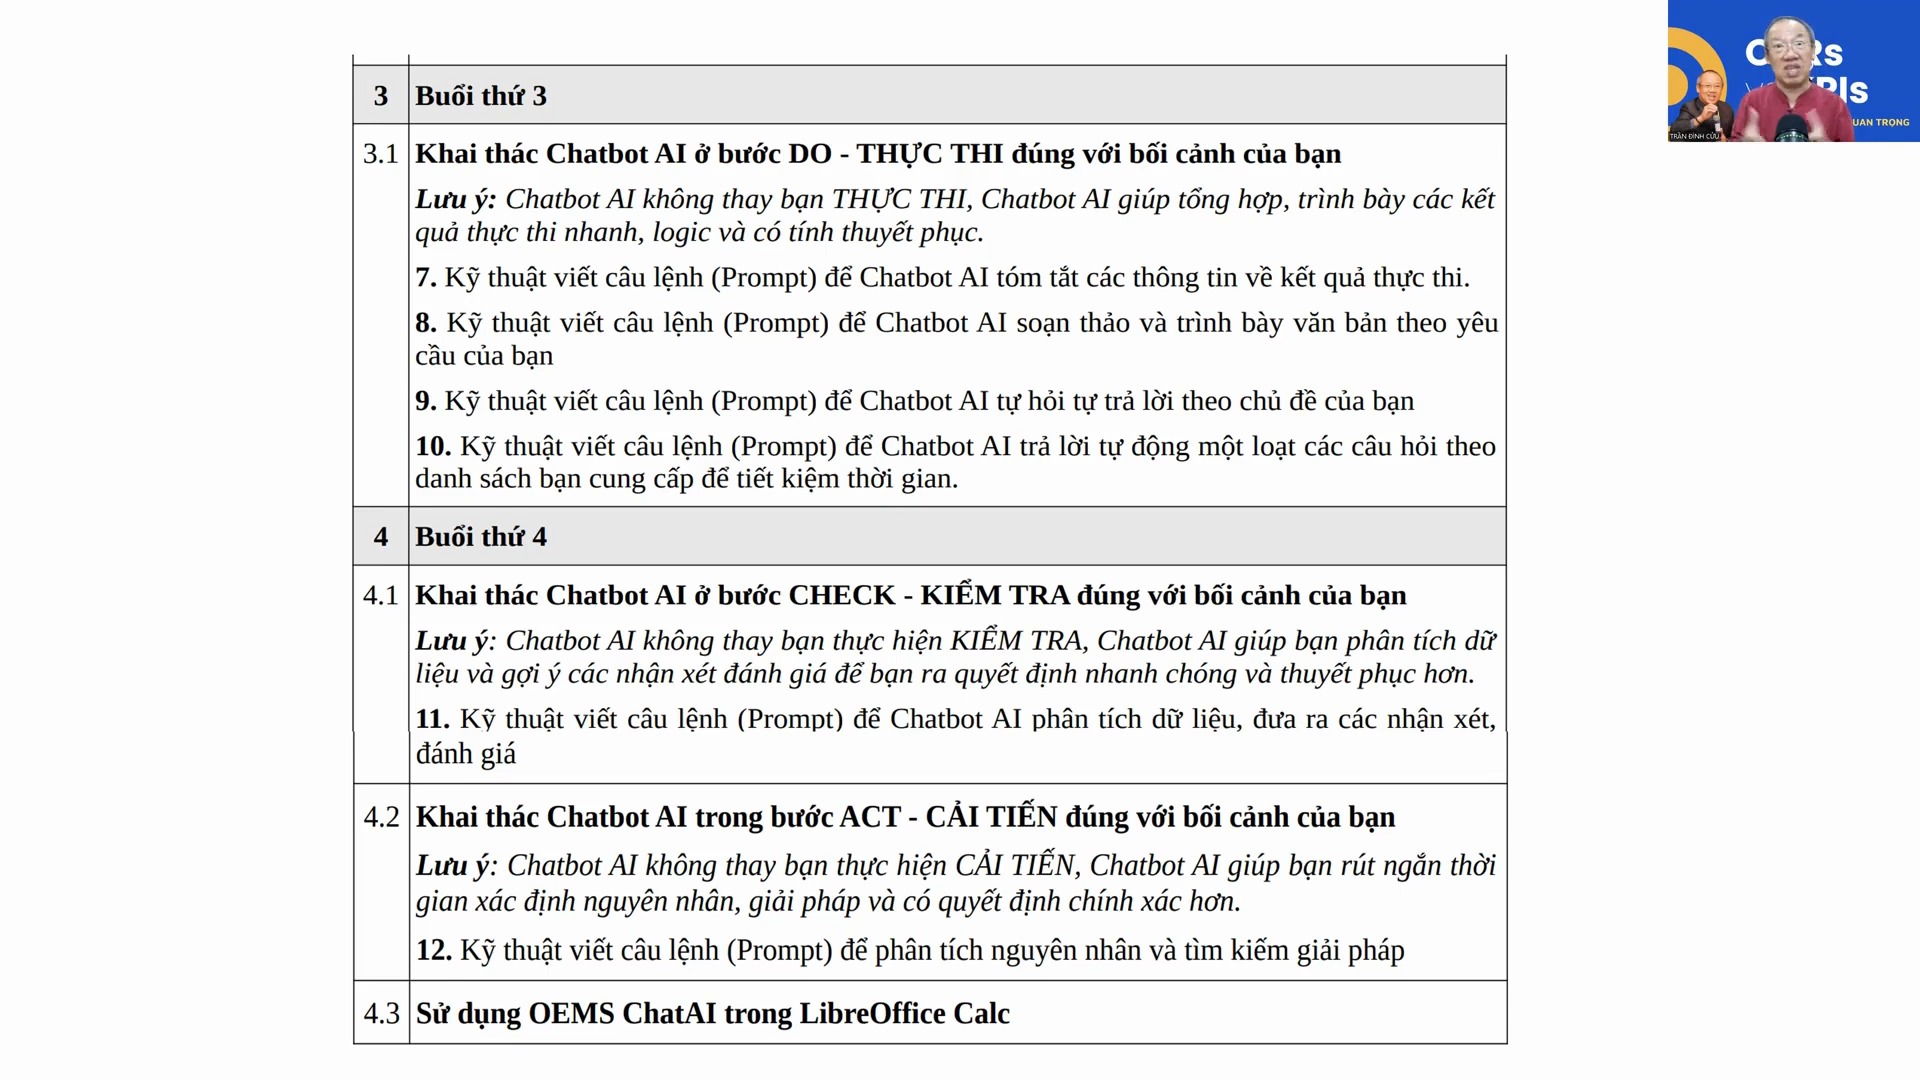 3 Buổi thứ 3
3.1 Khai thác Chatbot AI ở bước DO - THỰC THI đúng với bối cảnh của bạn
Lưu ý: Chatbot AI không thay bạn THỰC THI, Chatbot AI giúp tổng hợp, trình bày các kết
quả thực thi nhanh, logic và có tính thuyết phục.
7. Kỹ thuật viết câu lệnh (Prompt) để Chatbot AI tóm tắt các thông tin về kết quả thực thi.
8. Kỹ thuật viết câu lệnh (Prompt) để Chatbot AI soạn thảo và trình bày văn bản theo yêu
cầu của bạn
9. Kỹ thuật viết câu lệnh (Prompt) để Chatbot AI tự hỏi tự trả lời theo chủ đề của bạn
10. Kỹ thuật viết câu lệnh (Prompt) để Chatbot AI trả lời tự động một loạt các câu hỏi theo
danh sách bạn cung cấp để tiết kiệm thời gian.
4 Buổi thứ 4
4.1 Khai thác Chatbot AI ở bước CHECK - KIỂM TRA đúng với bối cảnh của bạn
Lưu ý: Chatbot AI không thay bạn thực hiện KIỂM TRA, Chatbot AI giúp bạn phân tích dữ
liệu và gợi ý các nhận xét đánh giá để bạn ra quyết định nhanh chóng và thuyết phục hơn.
11. Kỹ thuật viết câu lệnh (Prompt) để Chatbot AI phân tích dữ liệu, đưa ra các nhận xét,
đánh giá
4.2 Khai thác Chatbot AI trong bước ACT - CẢI TIẾN đúng với bối cảnh của bạn
Lưu ý: Chatbot AI không thay bạn thực hiện CẢI TIẾN, Chatbot AI giúp bạn rút ngắn thời
gian xác định nguyên nhân, giải pháp và có quyết định chính xác hơn.
12. Kỹ thuật viết câu lệnh (Prompt) để phân tích nguyên nhân và tìm kiếm giải pháp
4.3 Sử dụng OEMS ChatAI trong LibreOffice Calc
TRẦN ĐÌNH CỬU
TRỌNG